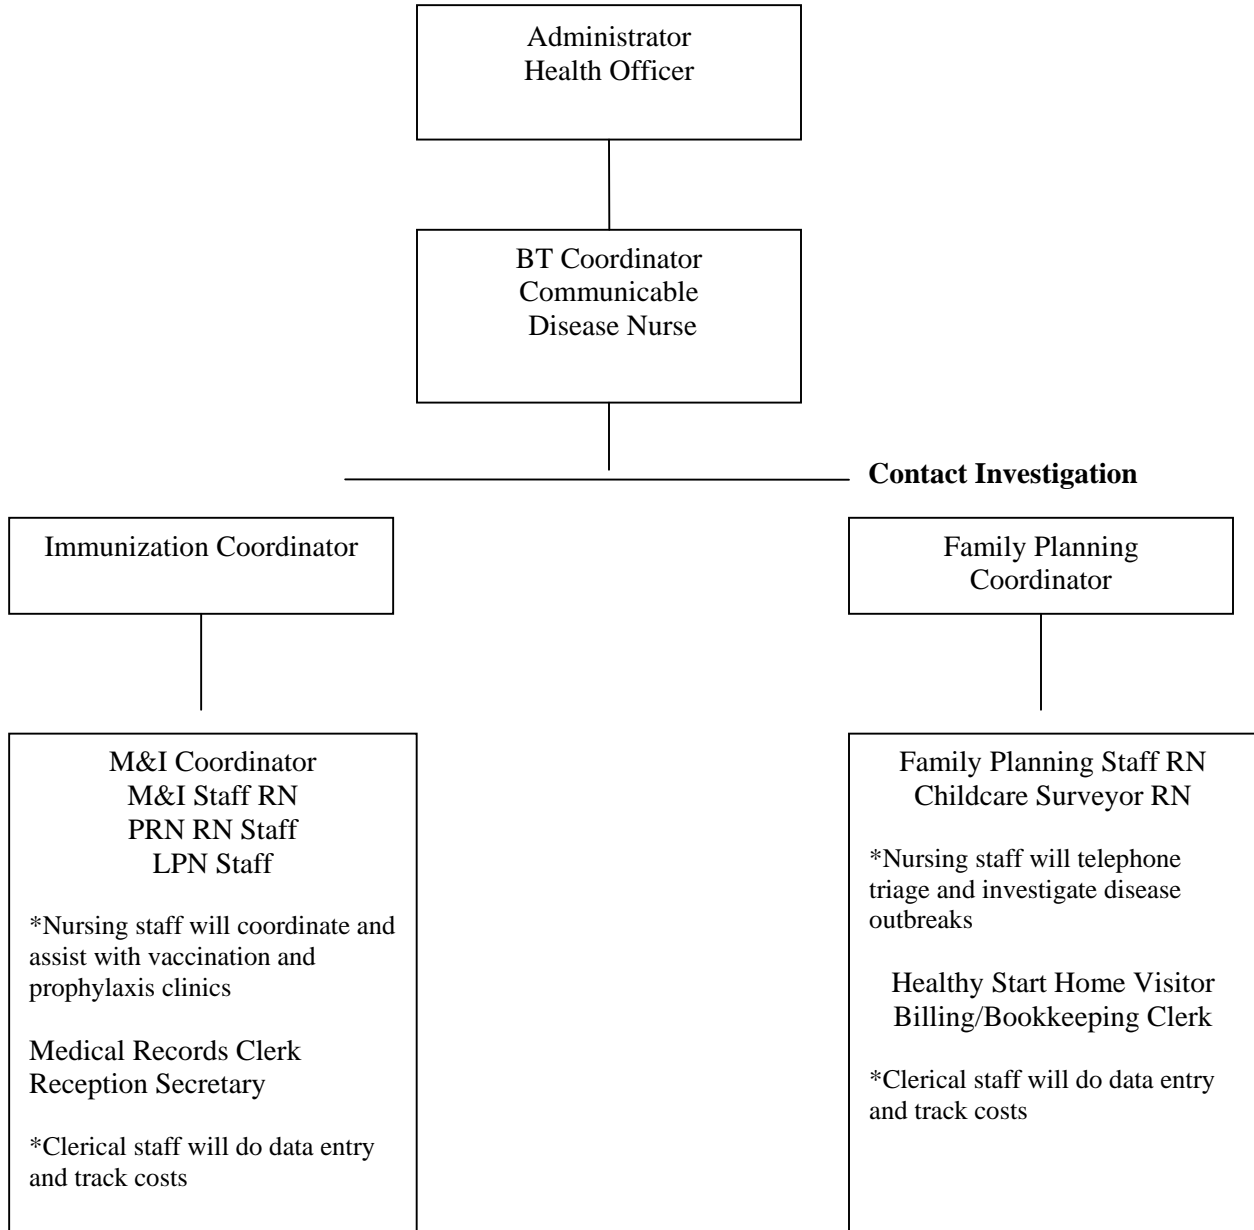 Administrator
Health Officer
BT Coordinator
Communicable
Disease Nurse
Contact Investigation
Immunization Coordinator
Family Planning
Coordinator
M&I Coordinator
M&I Staff RN
PRN RN Staff
LPN Staff
*Nursing staff will coordinate and
assist with vaccination and
prophylaxis clinics
Medical Records Clerk
Reception Secretary
*Clerical staff will do data entry
and track costs
Family Planning Staff RN
Childcare Surveyor RN
*Nursing staff will telephone
triage and investigate disease
outbreaks
Healthy Start Home Visitor
Billing/Bookkeeping Clerk
*Clerical staff will do data entry
and track costs